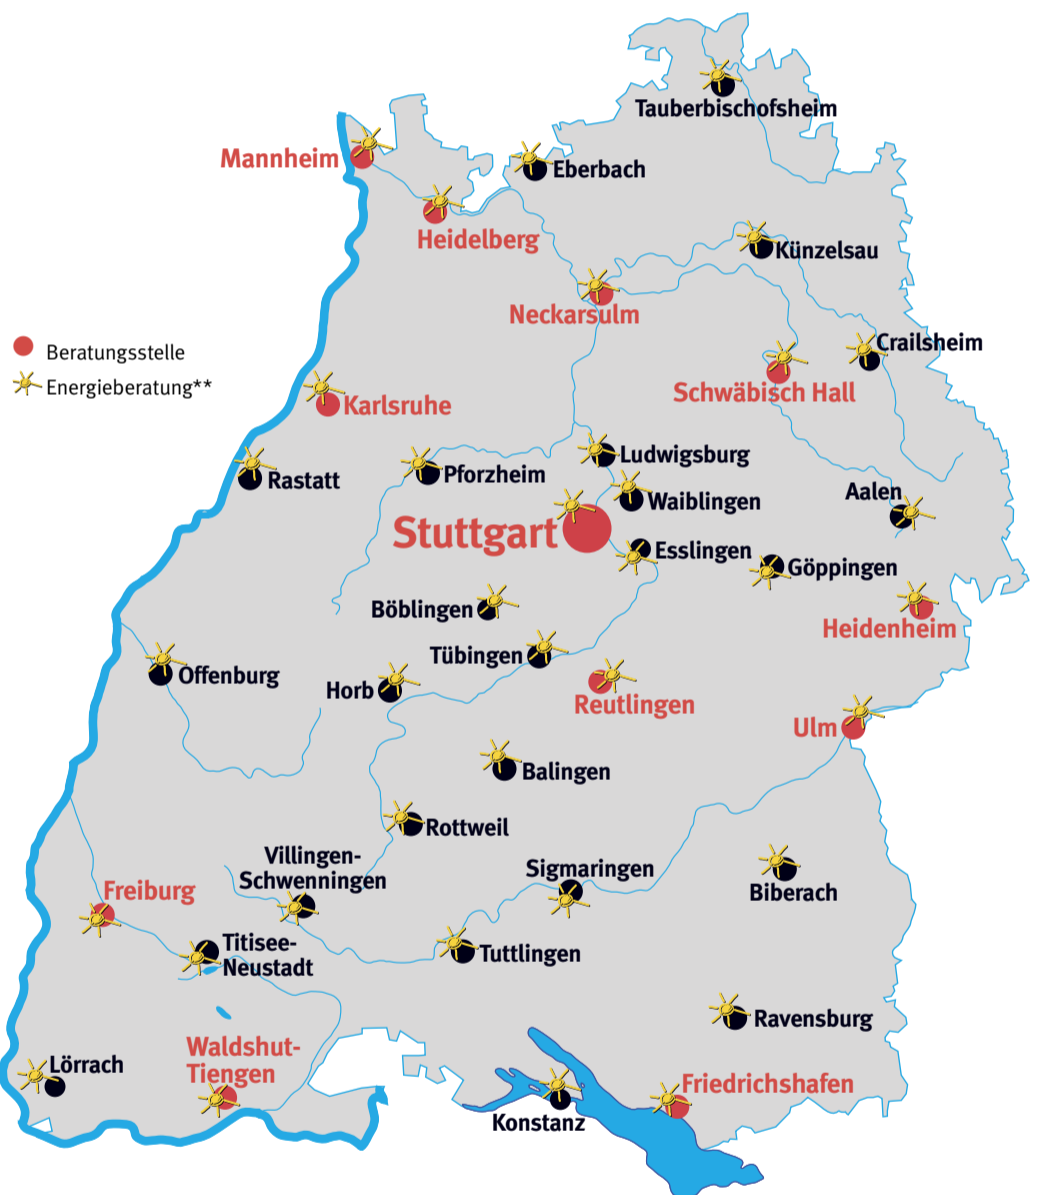 Tauberbischofsheim
Mannheim
Eberbach
Heidelberg
Künzelsau
Neckarsulm
Crailsheim
Beratungsstelle
Energieberatung**
Schwäbisch Hall
Karlsruhe
Ludwigsburg
Pforzheim
Rastatt
Waiblingen
Aalen
Stuttgart
Esslingen
Göppingen
Böblingen
Heidenheim
Tübingen
Offenburg
Horb
Reutlingen
Ulm
Balingen
Rottweil
Villingen-
Schwenningen
Sigmaringen
Biberach
Freiburg
Titisee-
Neustadt
Tuttlingen
Ravensburg
Waldshut-
Tiengen
Lörrach
Friedrichshafen
Konstanz